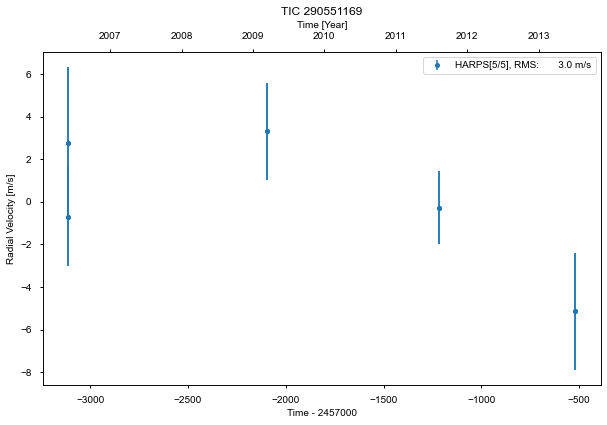 TIC 290551169
Time [Year]
2007 2008 2009 2010 2011 2012 2013
HARPS[5/5], RMS: 3.0 m/s
Radial Velocity [m/s]
6
4
2
0
−2
−4
−6
−8
−3000 −2500 −2000 −1500 −1000 −500
Time - 2457000